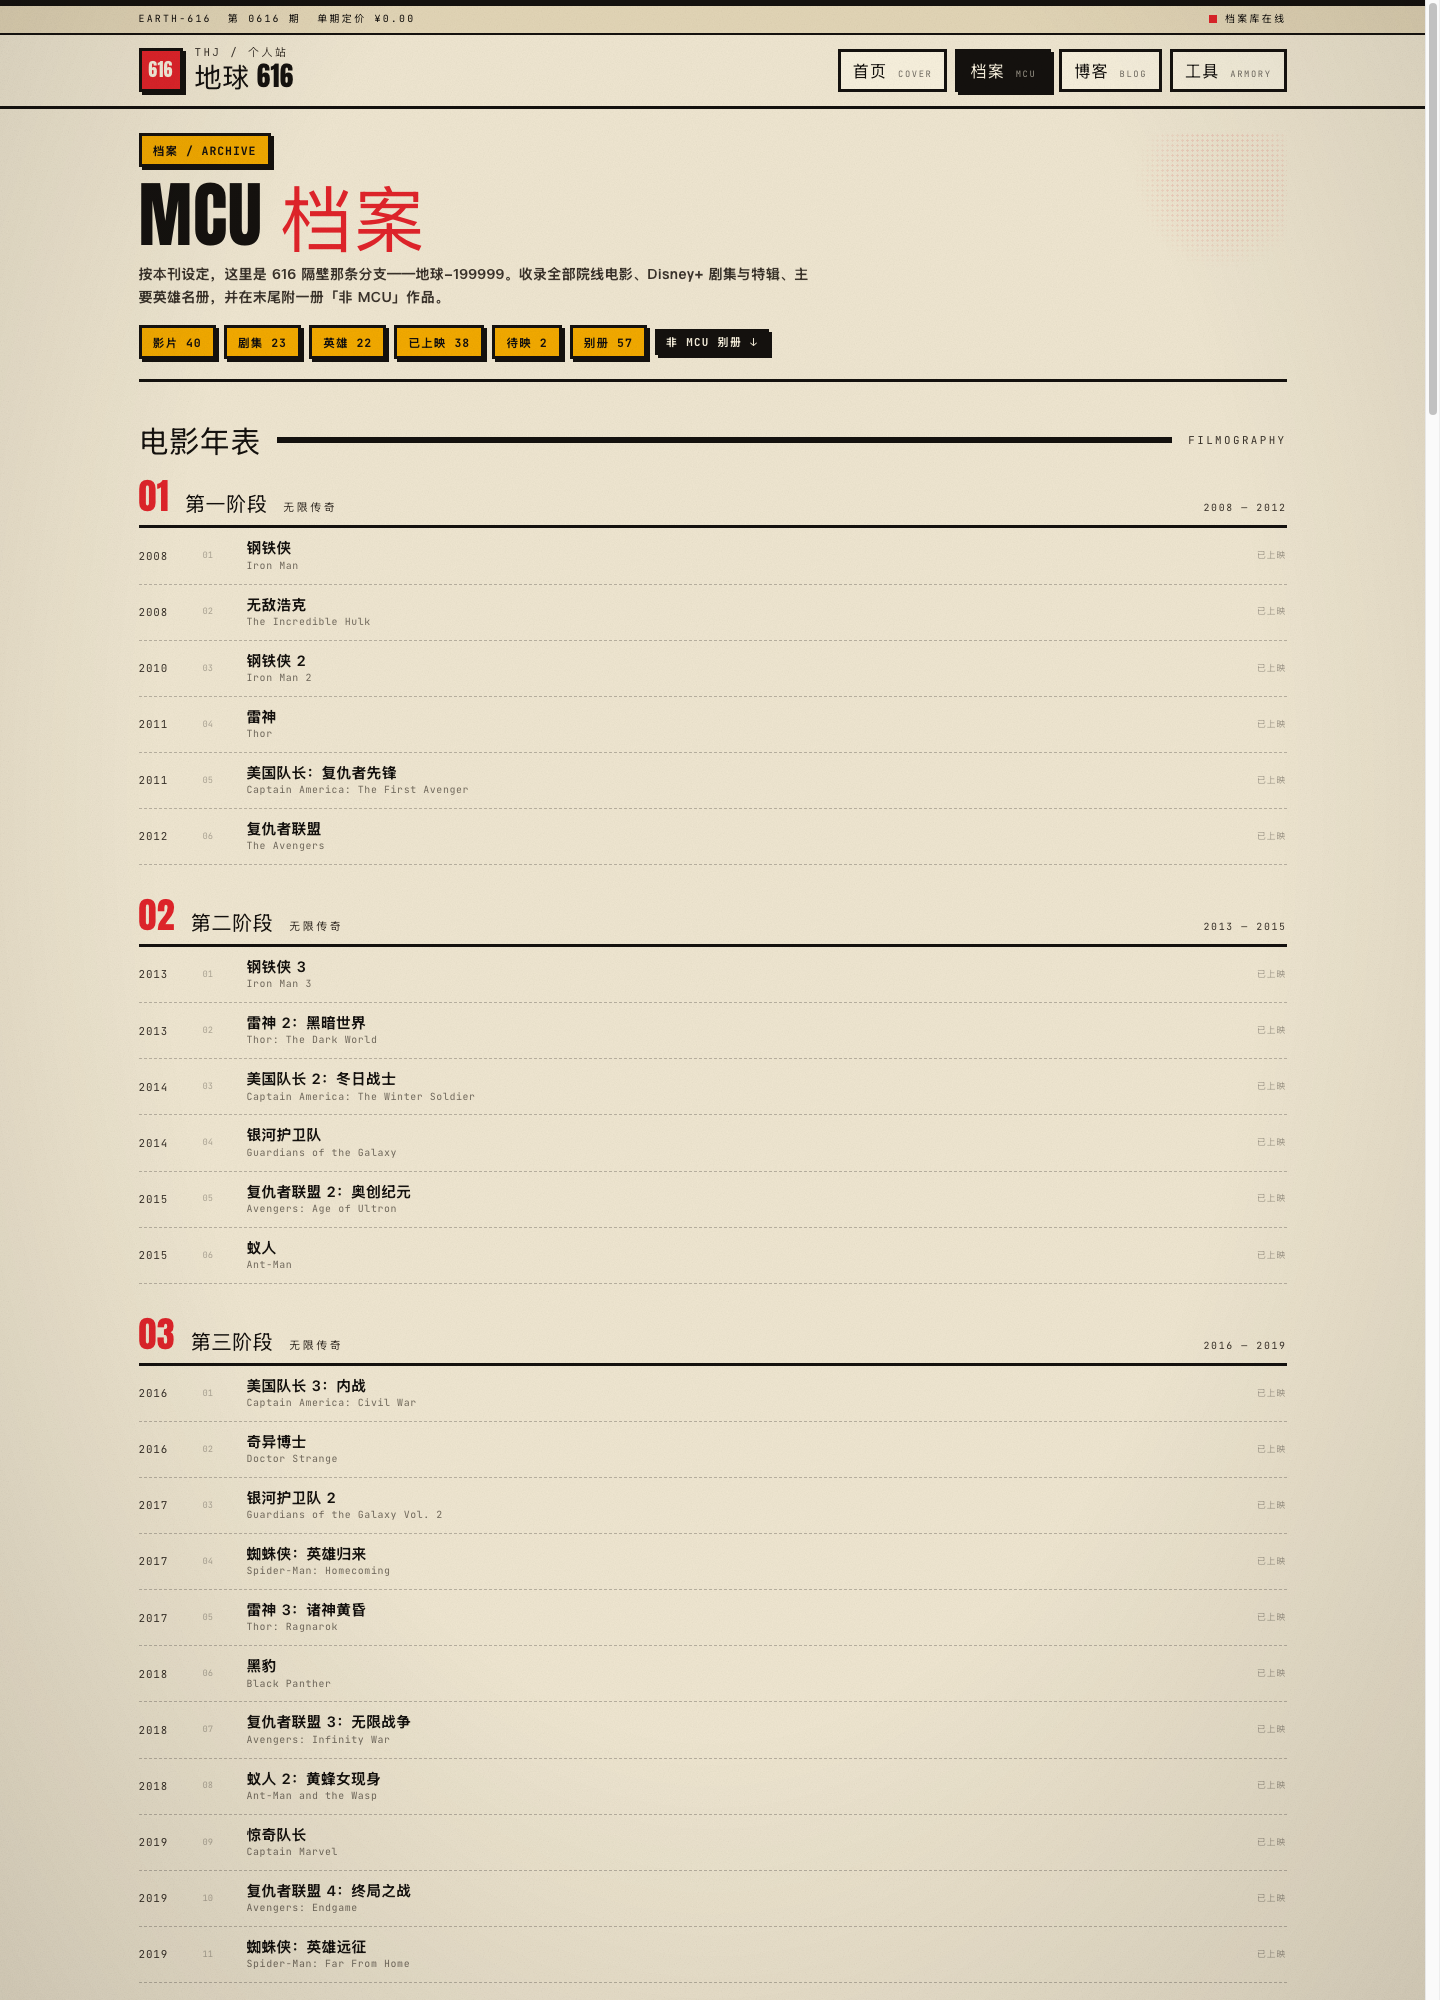 EARTH-616 第 0616 期 单期定价 ¥0.00 档案库在线
616
THJ / 个人站
地球 616
首页 COVER 档案 MCU 博客 BLOG 工具 ARMORY
档案 / ARCHIVE
MCU 档案
按本刊设定，这里是 616 隔壁那条分支——地球-199999。收录全部院线电影、Disney+ 剧集与特辑、主
要英雄名册，并在末尾附一册「非 MCU」作品。
影片 40 剧集 23 英雄 22 已上映 38 待映 2 别册 57 非 MCU 别册 ↓
电影年表 FILMOGRAPHY
01 第一阶段 无限传奇 2008 — 2012
2008 01 钢铁侠 已上映
Iron Man
2008 02 无敌浩克 已上映
The Incredible Hulk
2010 03 钢铁侠 2 已上映
Iron Man 2
2011 04 雷神 已上映
Thor
2011 05 美国队长：复仇者先锋 已上映
Captain America: The First Avenger
2012 06 复仇者联盟 已上映
The Avengers
02 第二阶段 无限传奇 2013 — 2015
2013 01 钢铁侠 3 已上映
Iron Man 3
2013 02 雷神 2：黑暗世界 已上映
Thor: The Dark World
2014 03 美国队长 2：冬日战士 已上映
Captain America: The Winter Soldier
2014 04 银河护卫队 已上映
Guardians of the Galaxy
2015 05 复仇者联盟 2：奥创纪元 已上映
Avengers: Age of Ultron
2015 06 蚁人 已上映
Ant-Man
03 第三阶段 无限传奇 2016 — 2019
2016 01 美国队长 3：内战 已上映
Captain America: Civil War
2016 02 奇异博士 已上映
Doctor Strange
2017 03 银河护卫队 2 已上映
Guardians of the Galaxy Vol. 2
2017 04 蜘蛛侠：英雄归来 已上映
Spider-Man: Homecoming
2017 05 雷神 3：诸神黄昏 已上映
Thor: Ragnarok
2018 06 黑豹 已上映
Black Panther
2018 07 复仇者联盟 3：无限战争 已上映
Avengers: Infinity War
2018 08 蚁人 2：黄蜂女现身 已上映
Ant-Man and the Wasp
2019 09 惊奇队长 已上映
Captain Marvel
2019 10 复仇者联盟 4：终局之战 已上映
Avengers: Endgame
2019 11 蜘蛛侠：英雄远征 已上映
Spider-Man: Far From Home